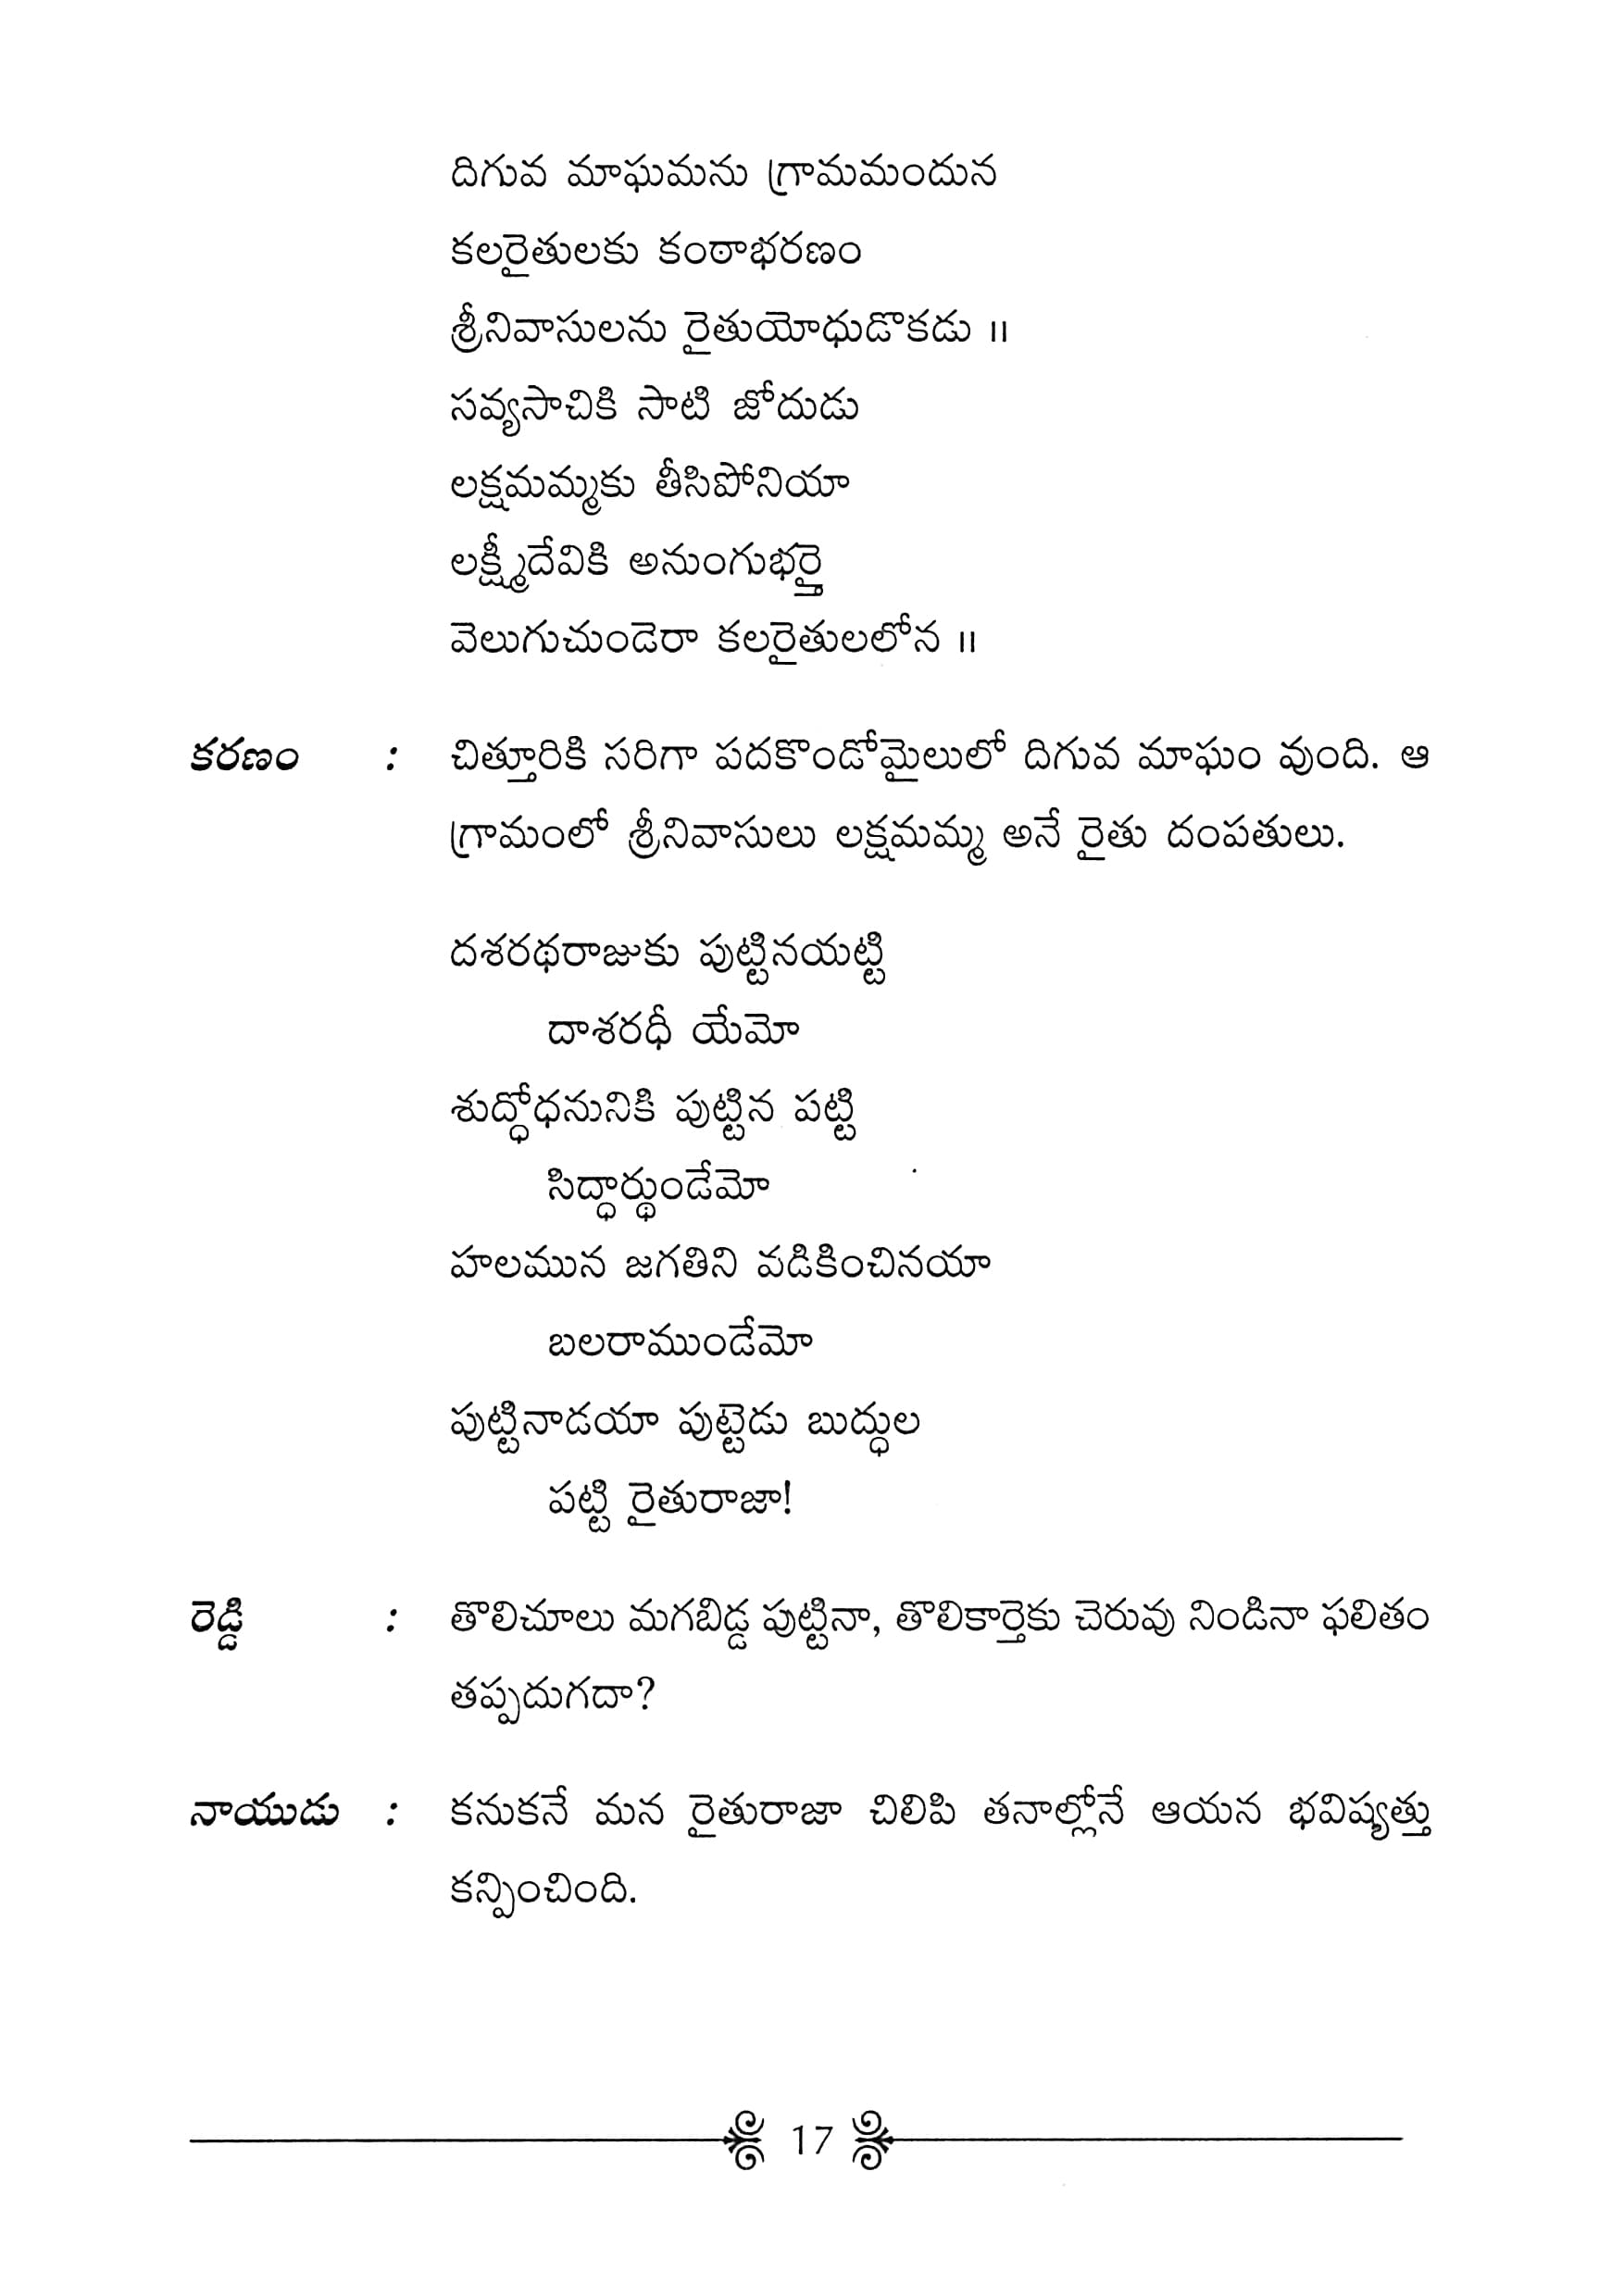 దిగువ మాఘమను గ్రామమందున
కలరైతులకు కంఠాభరణం
శ్రీనివాసులను రైతుయోధుడొకడు ॥
సవ్యసాచికి సాటి జోదుడు
లక్షమమ్మకు తీసిపోనియా
లక్ష్మీదేవికి అనుంగుభర్తై
వెలుగుచుండెరా కలరైతులలోన ॥
కరణం : చిత్తూరికి సరిగా పదకొండోమైలులో దిగువ మాఘం వుంది. ఆ
గ్రామంలో శ్రీనివాసులు లక్షమమ్మ అనే రైతు దంపతులు.
దశరథరాజుకు పుట్టినయట్టి
దాశరధీ యేమో
శుద్ధోధనునికి పుట్టిన పట్టి
సిద్ధార్థుండేమో
హలమున జగతిని వడికించినయా
బలరాముండేమో
పుట్టినాడయా పుట్టెడు బుద్ధుల
పట్టి రైతురాజా!
రెడ్డి : తొలిచూలు మగబిడ్డ పుట్టినా, తొలికార్తెకు చెరువు నిండినా ఫలితం
తప్పదుగదా?
నాయుడు : కనుకనే మన రైతురాజా చిలిపి తనాల్లోనే ఆయన భవిష్యత్తు
కన్పించింది.
17